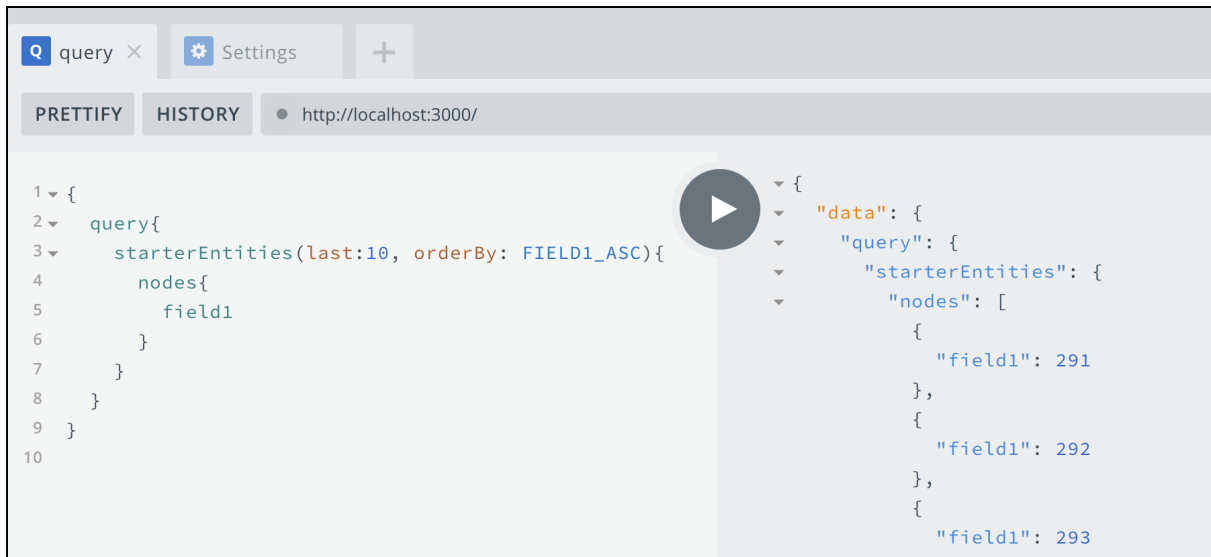 Q query × Settings +
PRETTIFY HISTORY http://localhost:3000/
1 {
2 query{
3 starterEntities(last:10, orderBy: FIELD1_ASC){
4 nodes{
5 field1
6 }
7 }
8 }
9 }
10
{
"data": {
"query": {
"starterEntities": {
"nodes": [
{
"field1": 291
},
{
"field1": 292
},
{
"field1": 293